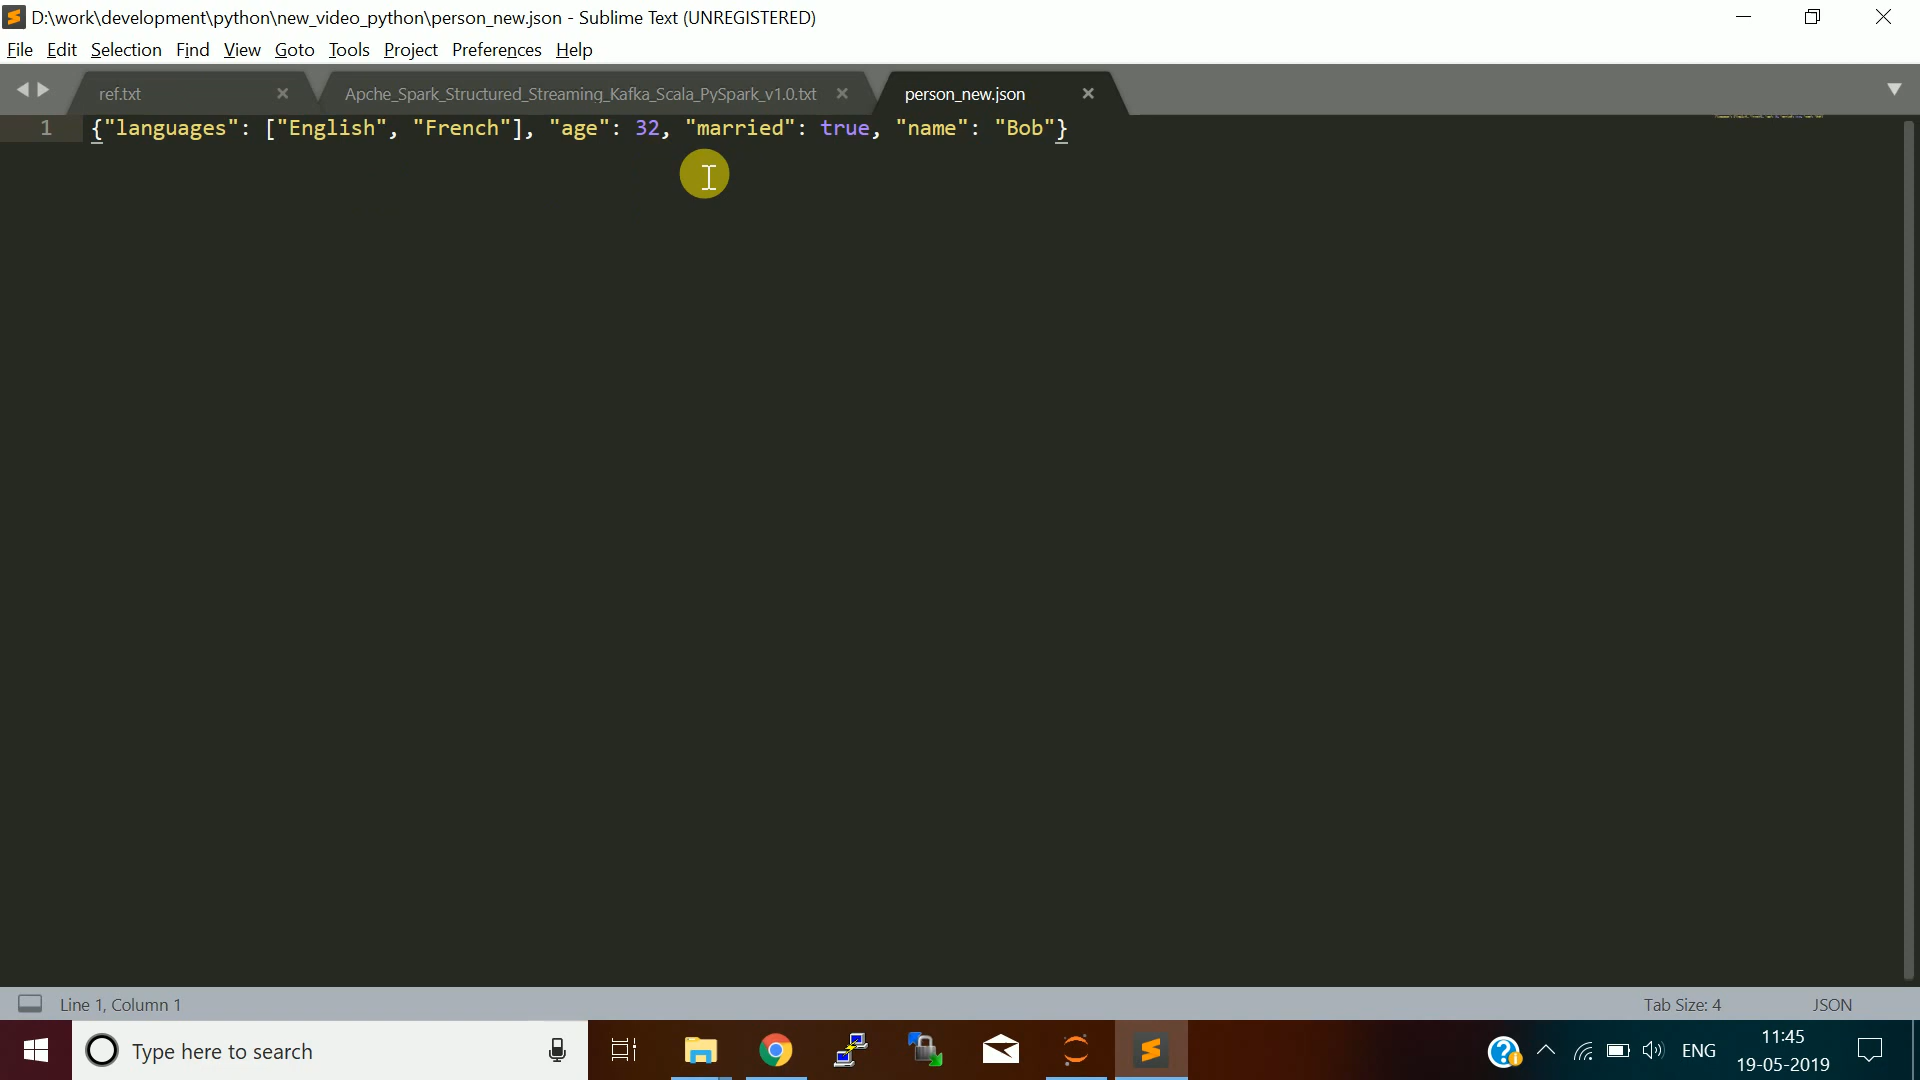 D:\work\development\python\new_video_python\person_new.json - Sublime Text (UNREGISTERED)
File Edit Selection Find View Goto Tools Project Preferences Help
ref.txt Apche_Spark_Structured_Streaming_Kafka_Scala_PySpark_v1.0.txt person_new.json
1 {"languages": ["English", "French"], "age": 32, "married": true, "name": "Bob"}
Line 1, Column 1 Tab Size: 4 JSON
Type here to search ENG 11:45
19-05-2019